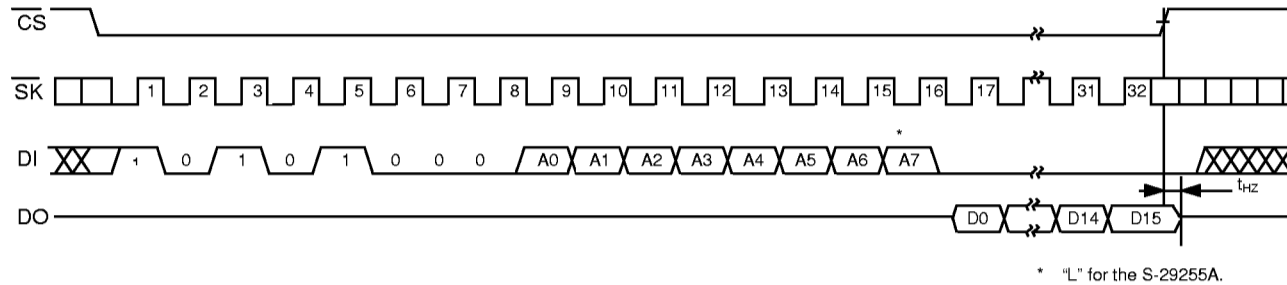 CS
SK 1 2 3 4 5 6 7 8 9 10 11 12 13 14 15 16 17 31 32
*
DI 1 0 1 0 1 0 0 0 A0 A1 A2 A3 A4 A5 A6 A7
tHZ
DO D0 D14 D15
* "L" for the S-29255A.